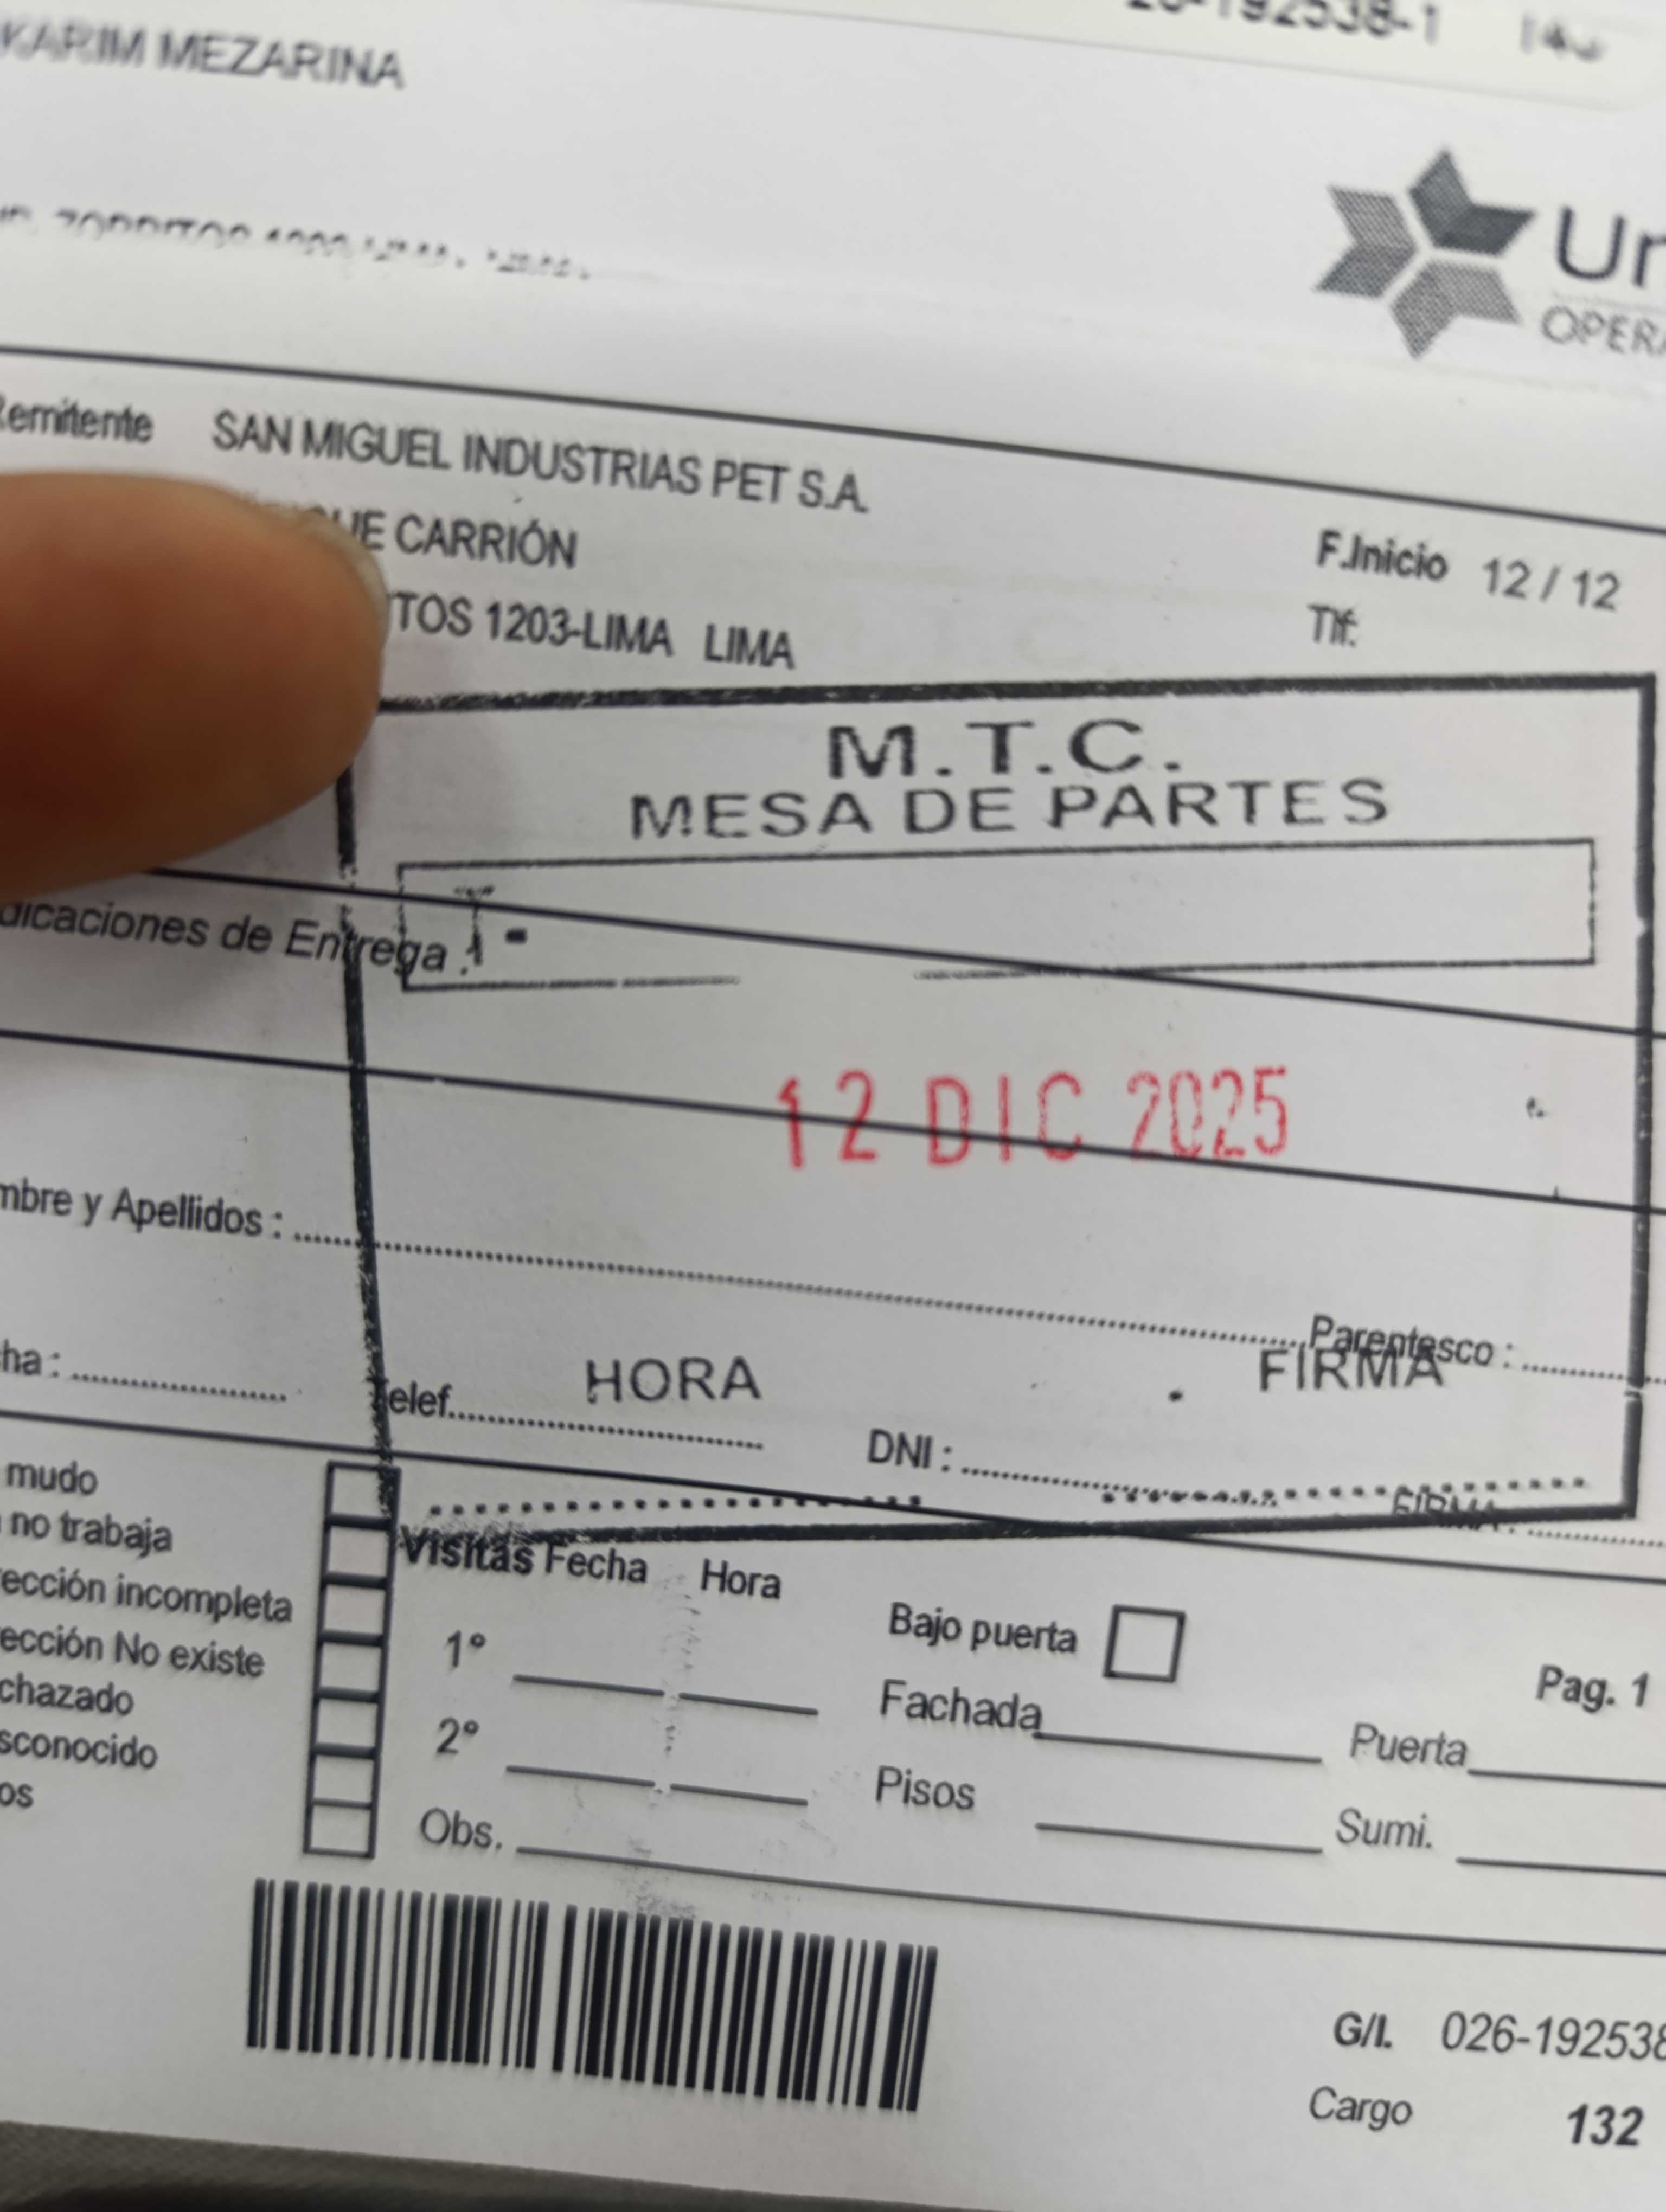 KARIM MEZARINA
Ur
OPERA
Remitente SAN MIGUEL INDUSTRIAS PET S.A.
UE CARRIÓN
F.Inicio 12 / 12
TOS 1203-LIMA LIMA
Tlf:
M.T.C.
MESA DE PARTES
dicaciones de Entrega :
12 DIC 2025
mbre y Apellidos :
Parentesco :
ha :
Telef.
HORA
FIRMA
DNI :
FIRMA :
mudo
no trabaja
Visitas Fecha Hora
ección incompleta
Bajo puerta
ección No existe
1°
Pag. 1
chazado
Fachada
sconocido
2°
Puerta
os
Pisos
Obs.
Sumi.
G/I. 026-192538
Cargo 132